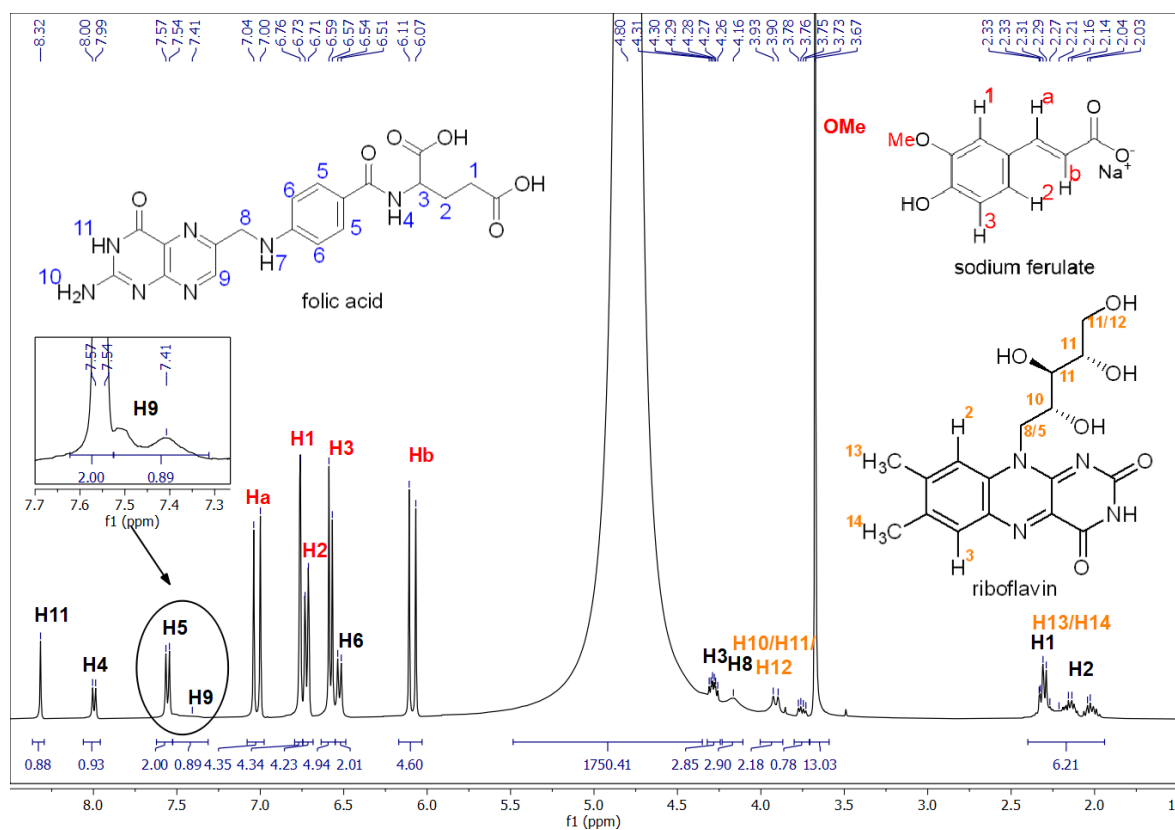 8.32 8.00 7.99 7.57 7.54 7.41 7.04 7.00 6.76 6.73 6.71 6.59 6.57 6.54 6.51 6.11 6.07 4.80 4.31 4.30 4.29 4.28 4.27 4.26 4.16 3.93 3.90 3.78 3.76 3.75 3.73 3.67 2.33 2.33 2.31 2.29 2.27 2.21 2.16 2.14 2.04 2.03
O
OH
O
O
OH
O
N
H
4
1
2
3
5
5
6
6
8
N
H
7
O
11
HN
10
H2N
N
N
N
9
folic acid
OMe
1
H
a
H
O
MeO
O-
Na+
H
b
HO
H
2
H
3
sodium ferulate
OH
11/12
11
HO
OH
11
10
OH
2
H
8/5
13
H3C
N
N
O
14
H3C
N
NH
H
3
O
riboflavin
7.57
7.54
7.41
H9
2.00
0.89
7.7 7.6 7.5 7.4 7.3
f1 (ppm)
H11
H4
H5
H9
Ha
H1
H2
H3
H6
Hb
H3
H8
H10/H11/
H12
H13/H14
H1
H2
0.88 0.93 2.00 0.89 4.35 4.34 4.23 4.94 2.01 4.60 1750.41 2.85 2.90 2.18 0.78 13.03 6.21
8.0 7.5 7.0 6.5 6.0 5.5 5.0 4.5 4.0 3.5 3.0 2.5 2.0 1
f1 (ppm)